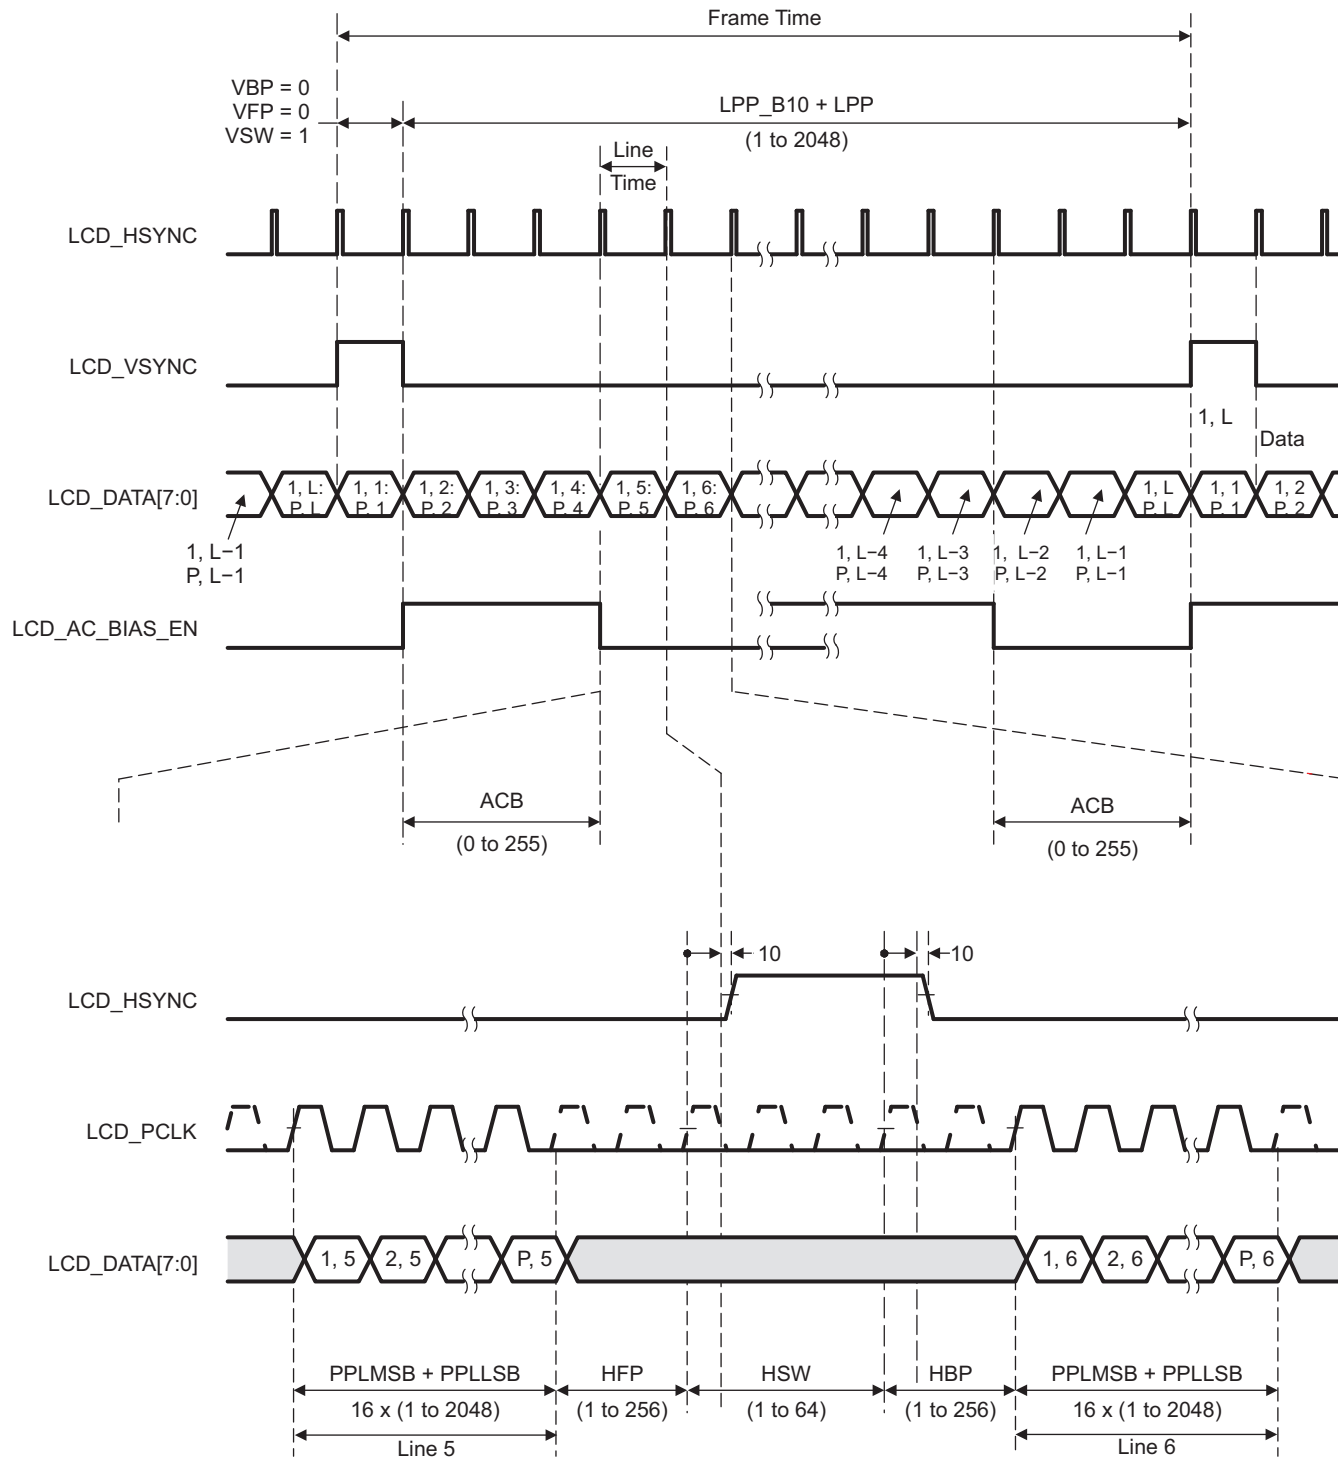 Frame Time
VBP = 0
VFP = 0
VSW = 1
LPP_B10 + LPP
(1 to 2048)
Line
Time
LCD_HSYNC
LCD_VSYNC
1, L
Data
LCD_DATA[7:0]
1, L: 1, 1: 1, 2: 1, 3: 1, 4: 1, 5: 1, 6: 1, L 1, 1 1, 2
P, L P, 1 P, 2 P, 3 P, 4 P, 5 P, 6 P, L P, 1 P, 2
1, L−1 1, L−4 1, L−3 1, L−2 1, L−1
P, L−1 P, L−4 P, L−3 P, L−2 P, L−1
LCD_AC_BIAS_EN
ACB ACB
(0 to 255) (0 to 255)
10 10
LCD_HSYNC
LCD_PCLK
LCD_DATA[7:0]
1, 5 2, 5 P, 5 1, 6 2, 6 P, 6
PPLMSB + PPLLSB HFP HSW HBP PPLMSB + PPLLSB
16 x (1 to 2048) (1 to 256) (1 to 64) (1 to 256) 16 x (1 to 2048)
Line 5 Line 6